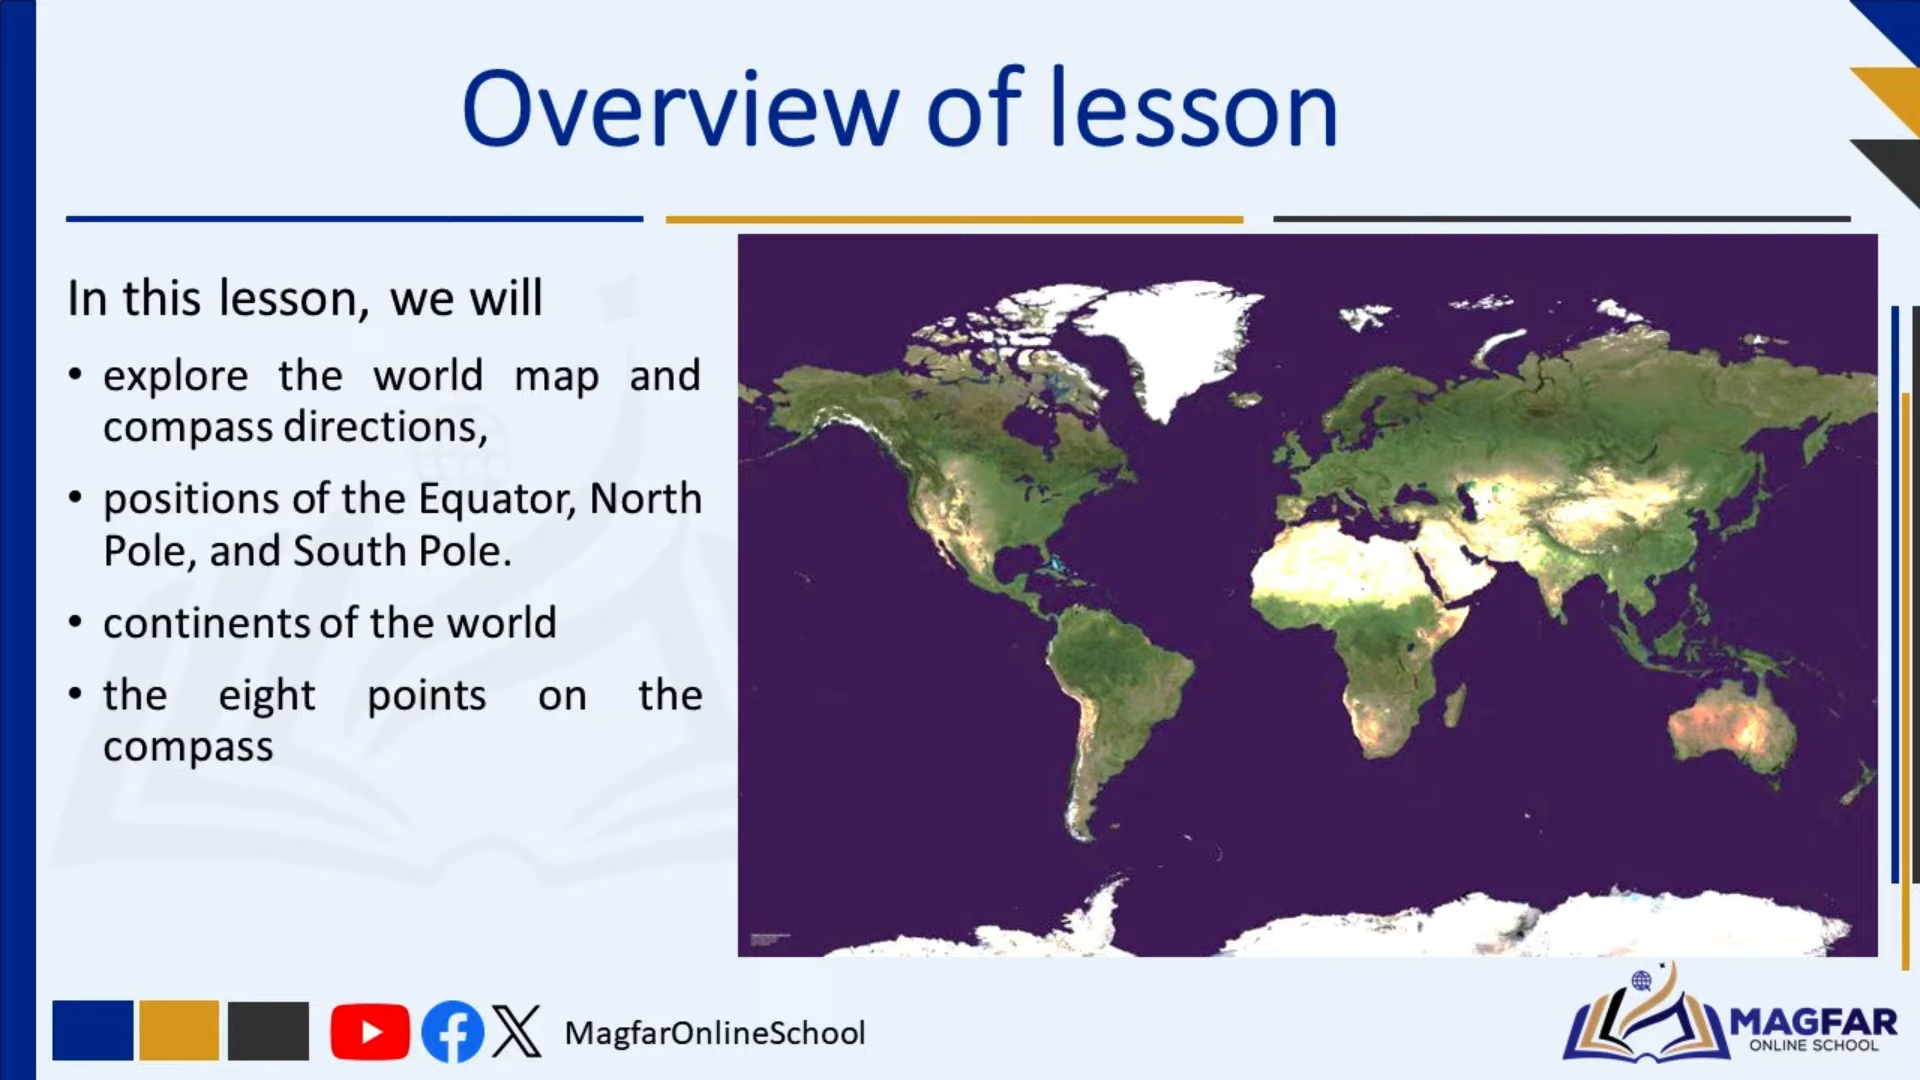 Overview of lesson
In this lesson, we will
• explore the world map and
compass directions,
• positions of the Equator, North
Pole, and South Pole.
• continents of the world
• the eight points on the
compass
MagfarOnlineSchool
MAGFAR
ONLINE SCHOOL